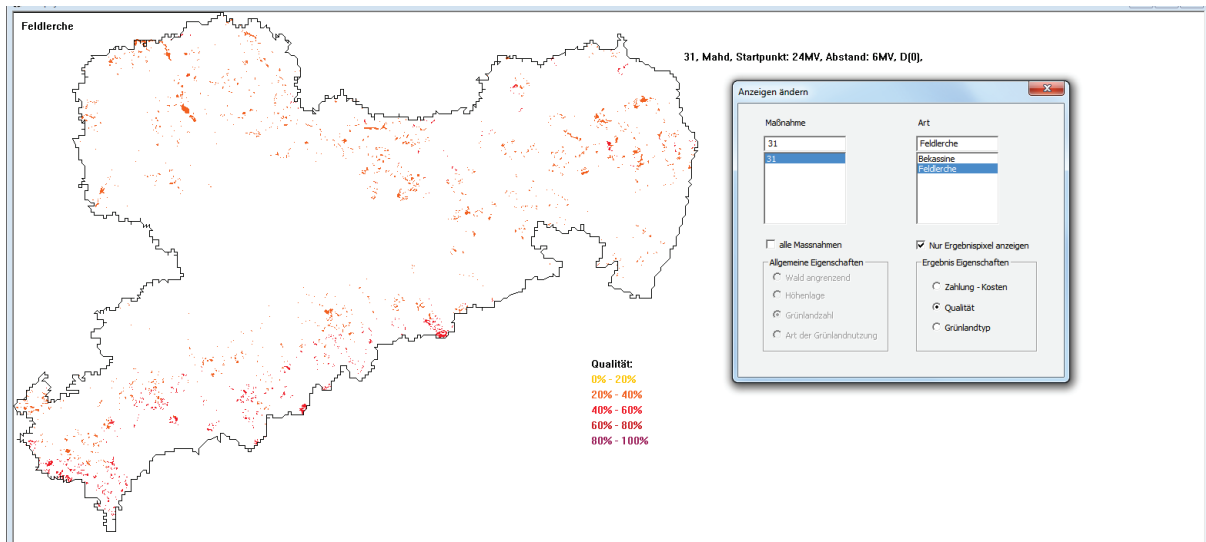 Feldlerche
31, Mahd, Startpunkt: 24MV, Abstand: 6MV, D[0],
Anzeigen ändern
Maßnahme
31
31
Art
Feldlerche
Bekassine
Feldlerche
alle Massnahmen
Nur Ergebnispixel anzeigen
Allgemeine Eigenschaften
Wald angrenzend
Höhenlage
Grünlandzahl
Art der Grünlandnutzung
Ergebnis Eigenschaften
Zahlung - Kosten
Qualität
Grünlandtyp
Qualität:
0% - 20%
20% - 40%
40% - 60%
60% - 80%
80% - 100%